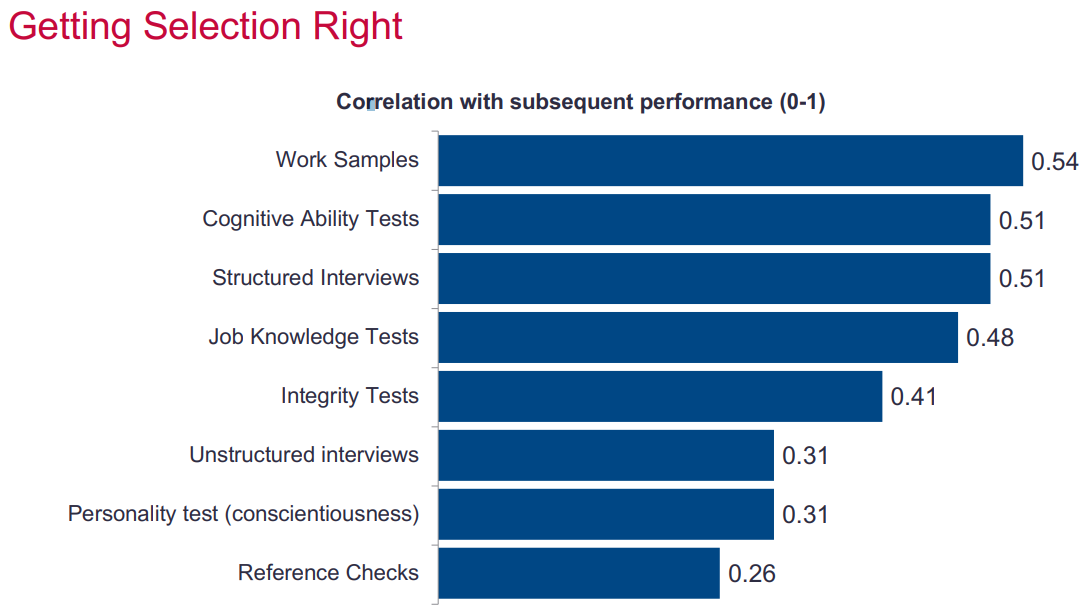 Getting Selection Right
Correlation with subsequent performance (0-1)
Work Samples 0.54
Cognitive Ability Tests 0.51
Structured Interviews 0.51
Job Knowledge Tests 0.48
Integrity Tests 0.41
Unstructured interviews 0.31
Personality test (conscientiousness) 0.31
Reference Checks 0.26